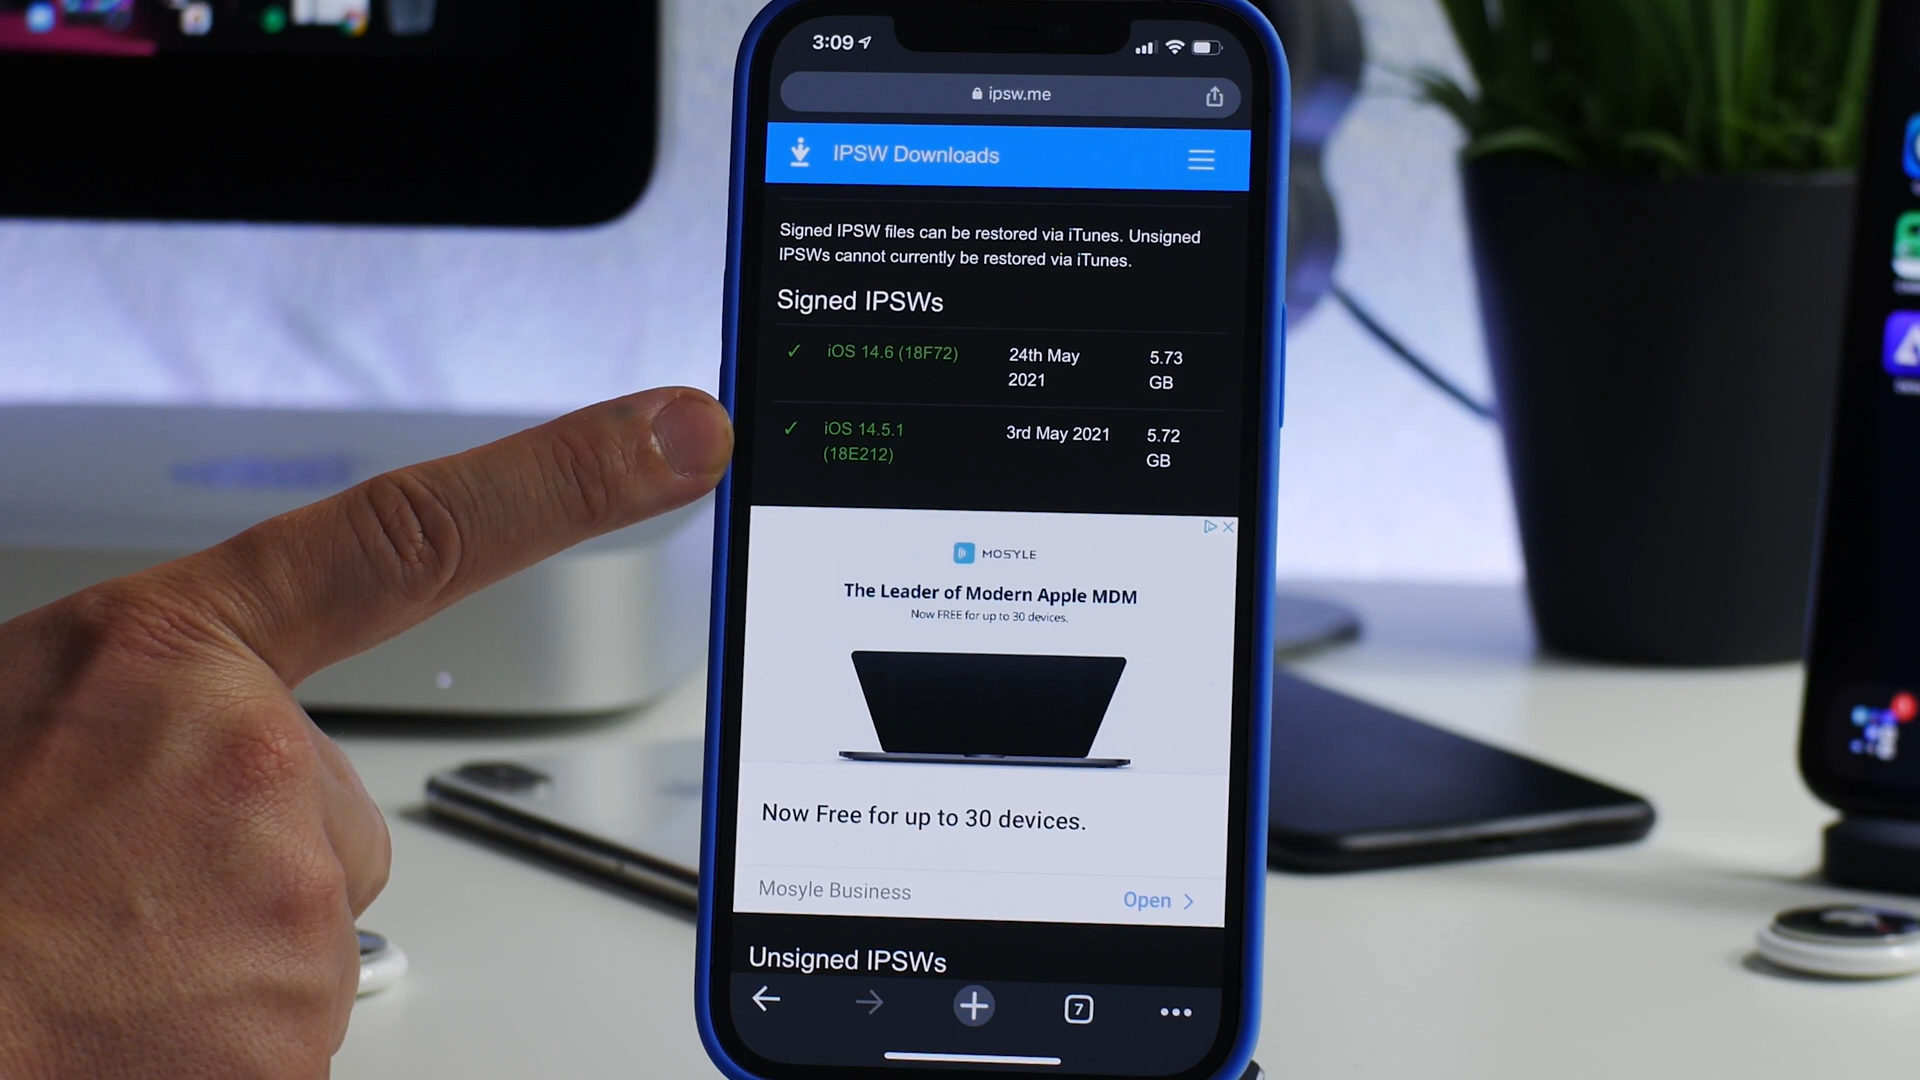 3:09
ipsw.me
IPSW Downloads
Signed IPSW files can be restored via iTunes. Unsigned
IPSWs cannot currently be restored via iTunes.
Signed IPSWs
✓ iOS 14.6 (18F72) 24th May 2021 5.73 GB
✓ iOS 14.5.1 (18E212) 3rd May 2021 5.72 GB
MOSYLE
The Leader of Modern Apple MDM
Now FREE for up to 30 devices.
Now Free for up to 30 devices.
Mosyle Business
Open
Unsigned IPSWs
7